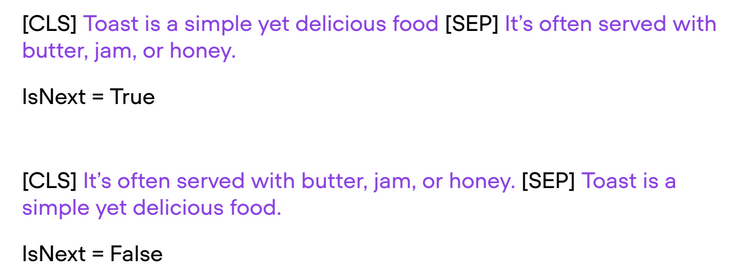 [CLS] Toast is a simple yet delicious food [SEP] It’s often served with
butter, jam, or honey.
IsNext = True
[CLS] It’s often served with butter, jam, or honey. [SEP] Toast is a
simple yet delicious food.
IsNext = False